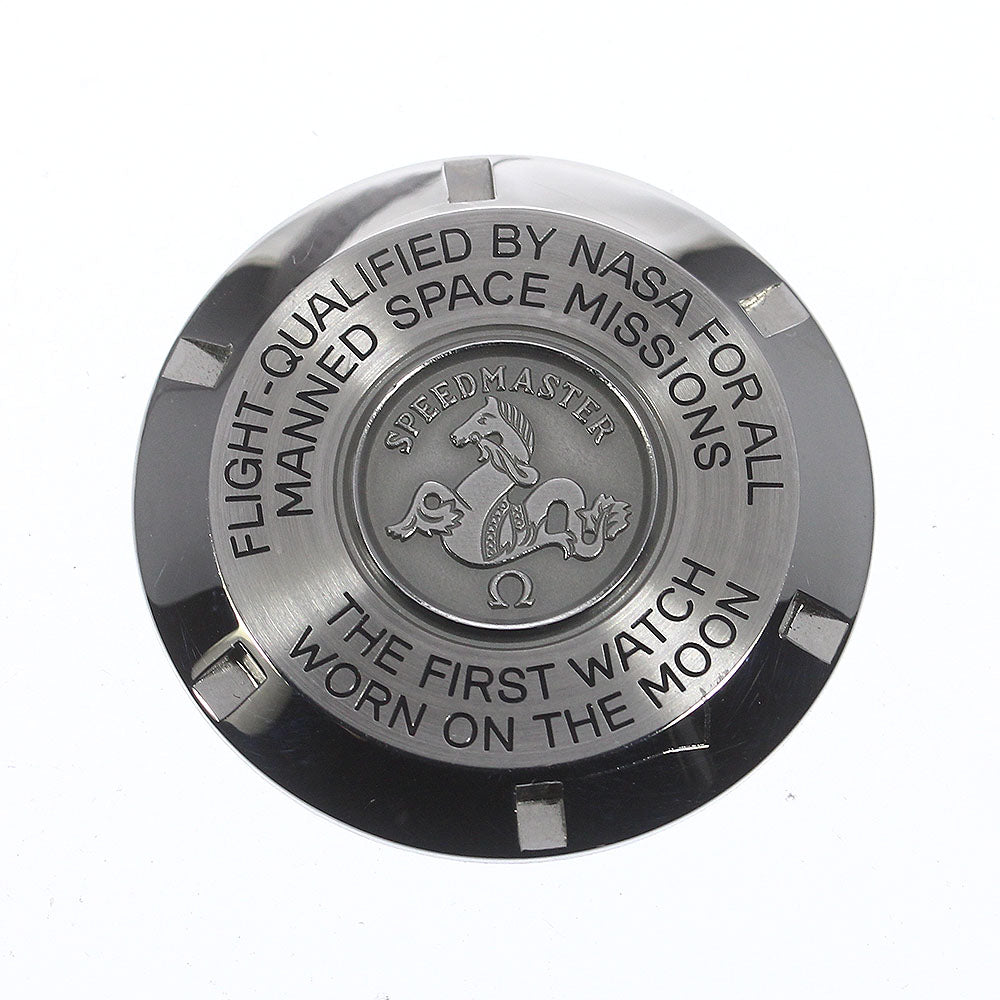 FLIGHT-QUALIFIED BY NASA FOR ALL
MANNED SPACE MISSIONS
SPEEDMASTER
Ω
THE FIRST WATCH
WORN ON THE MOON